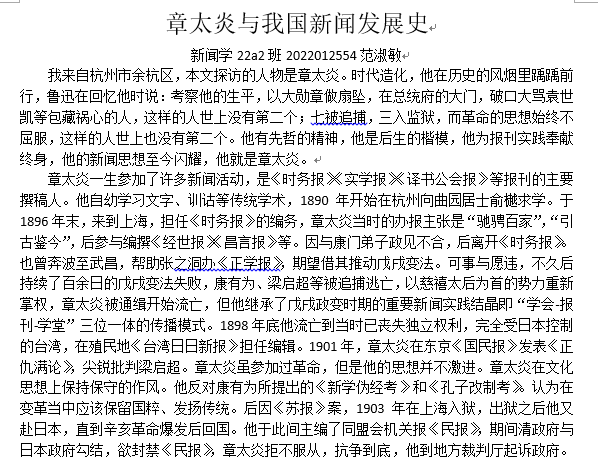 章太炎与我国新闻发展史
新闻学 22a2 班 2022012554 范淑敏
我来自杭州市余杭区，本文探访的人物是章太炎。时代造化，他在历史的风烟里踽踽前
行，鲁迅在回忆他时说：考察他的生平，以大勋章做扇坠，在总统府的大门，破口大骂袁世
凯等包藏祸心的人，这样的人世上没有第二个；七被追捕，三入监狱，而革命的思想始终不
屈服，这样的人世上也没有第二个。他有先哲的精神，他是后生的楷模，他为报刊实践奉献
终身，他的新闻思想至今闪耀，他就是章太炎。
章太炎一生参加了许多新闻活动，是《时务报》《实学报》《译书公会报》等报刊的主要
撰稿人。他自幼学习文字、训诂等传统学术，1890 年开始在杭州向曲园居士俞樾求学。于
1896 年末，来到上海，担任《时务报》的编务，章太炎当时的办报主张是“驰骋百家”，“引
古鉴今”，后参与编撰《经世报》《昌言报》等。因与康门弟子政见不合，后离开《时务报》。
也曾奔波至武昌，帮助张之洞办《正学报》，期望借其推动戊戌变法。可事与愿违，不久后
持续了百余日的戊戌变法失败，康有为、梁启超等被追捕逃亡，以慈禧太后为首的势力重新
掌权，章太炎被通缉开始流亡，但他继承了戊戌政变时期的重要新闻实践结晶即“学会-报
刊-学堂”三位一体的传播模式。1898 年底他流亡到当时已丧失独立权利，完全受日本控制
的台湾，在殖民地《台湾日日新报》担任编辑。1901 年，章太炎在东京《国民报》发表《正
仇满论》，尖锐批判梁启超。章太炎虽参加过革命，但是他的思想并不激进。章太炎在文化
思想上保持保守的作风。他反对康有为所提出的《新学伪经考》和《孔子改制考》，认为在
变革当中应该保留国粹、发扬传统。后因《苏报》案，1903 年在上海入狱，出狱之后他又
赴日本，直到辛亥革命爆发后回国。他于此间主编了同盟会机关报《民报》，期间清政府与
日本政府勾结，欲封禁《民报》，章太炎拒不服从，抗争到底，他到地方裁判厅起诉政府。